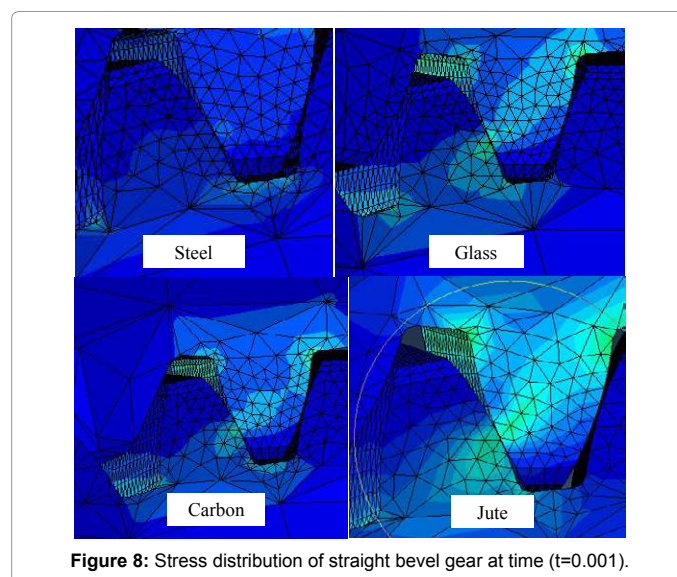 Steel
Glass
Carbon
Jute
Figure 8: Stress distribution of straight bevel gear at time (t=0.001).